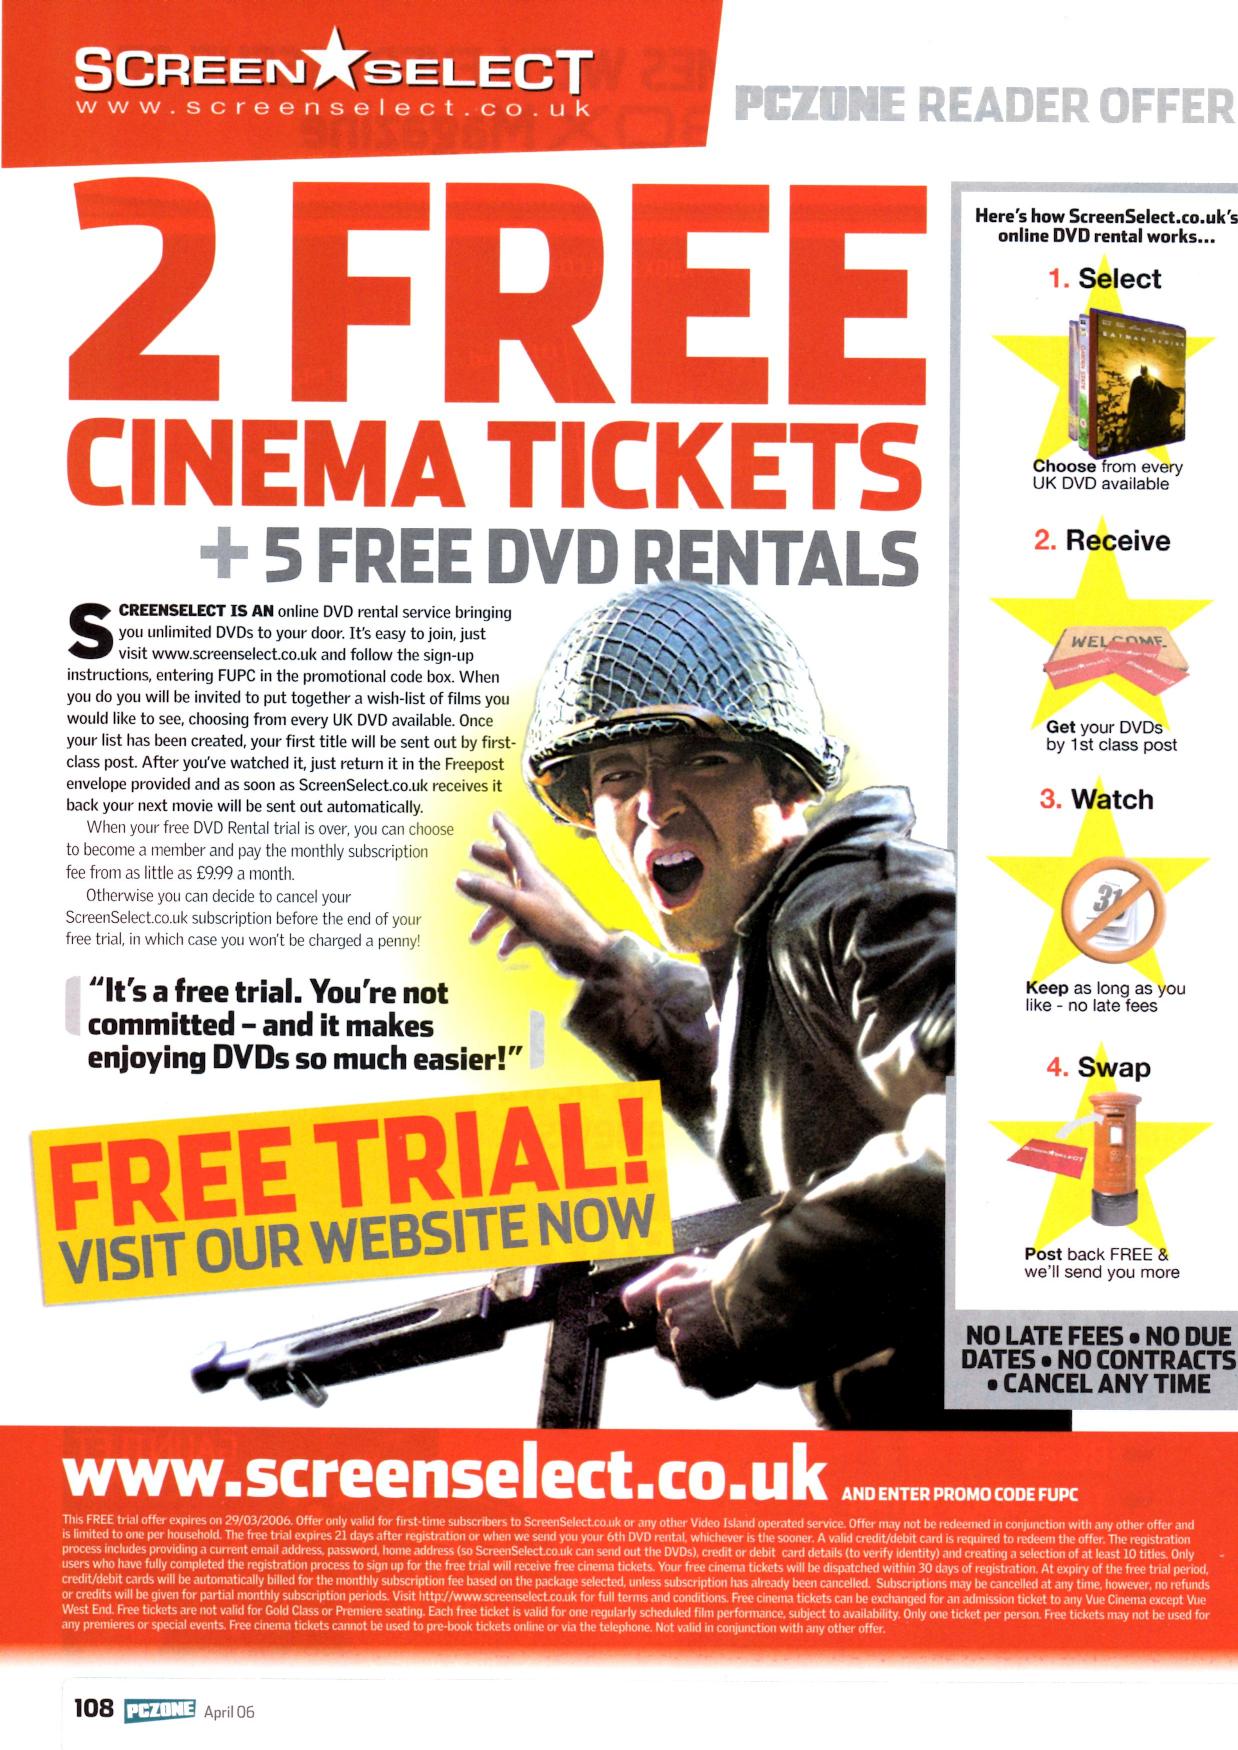 SCREEN★SELECT
www.screenselect.co.uk
PCZONE READER OFFER
2 FREE
CINEMA TICKETS
+ 5 FREE DVD RENTALS
SCREENSELECT IS AN online DVD rental service bringing
you unlimited DVDs to your door. It's easy to join, just
visit www.screenselect.co.uk and follow the sign-up
instructions, entering FUPC in the promotional code box. When
you do you will be invited to put together a wish-list of films you
would like to see, choosing from every UK DVD available. Once
your list has been created, your first title will be sent out by first-
class post. After you've watched it, just return it in the Freepost
envelope provided and as soon as ScreenSelect.co.uk receives it
back your next movie will be sent out automatically.
When your free DVD Rental trial is over, you can choose
to become a member and pay the monthly subscription
fee from as little as £9.99 a month.
Otherwise you can decide to cancel your
ScreenSelect.co.uk subscription before the end of your
free trial, in which case you won't be charged a penny!
"It's a free trial. You're not
committed – and it makes
enjoying DVDs so much easier!"
FREE TRIAL!
VISIT OUR WEBSITE NOW
Here's how ScreenSelect.co.uk's
online DVD rental works...
1. Select
BATMAN BEGINS
Choose from every
UK DVD available
2. Receive
WELCOME
Get your DVDs
by 1st class post
3. Watch
31
Keep as long as you
like - no late fees
4. Swap
SCREEN★SELECT
Post back FREE &
we'll send you more
NO LATE FEES • NO DUE
DATES • NO CONTRACTS
• CANCEL ANY TIME
www.screenselect.co.uk AND ENTER PROMO CODE FUPC
This FREE trial offer expires on 29/03/2006. Offer only valid for first-time subscribers to ScreenSelect.co.uk or any other Video Island operated service. Offer may not be redeemed in conjunction with any other offer and
is limited to one per household. The free trial expires 21 days after registration or when we send you your 6th DVD rental, whichever is the sooner. A valid credit/debit card is required to redeem the offer. The registration
process includes providing a current email address, password, home address (so ScreenSelect.co.uk can send out the DVDs), credit or debit card details (to verify identity) and creating a selection of at least 10 titles. Only
users who have fully completed the registration process to sign up for the free trial will receive free cinema tickets. Your free cinema tickets will be dispatched within 30 days of registration. At expiry of the free trial period,
credit/debit cards will be automatically billed for the monthly subscription fee based on the package selected, unless subscription has already been cancelled. Subscriptions may be cancelled at any time, however, no refunds
or credits will be given for partial monthly subscription periods. Visit http://www.screenselect.co.uk for full terms and conditions. Free cinema tickets can be exchanged for an admission ticket to any Vue Cinema except Vue
West End. Free tickets are not valid for Gold Class or Premiere seating. Each free ticket is valid for one regularly scheduled film performance, subject to availability. Only one ticket per person. Free tickets may not be used for
any premieres or special events. Free cinema tickets cannot be used to pre-book tickets online or via the telephone. Not valid in conjunction with any other offer.
108 PCZONE April 06